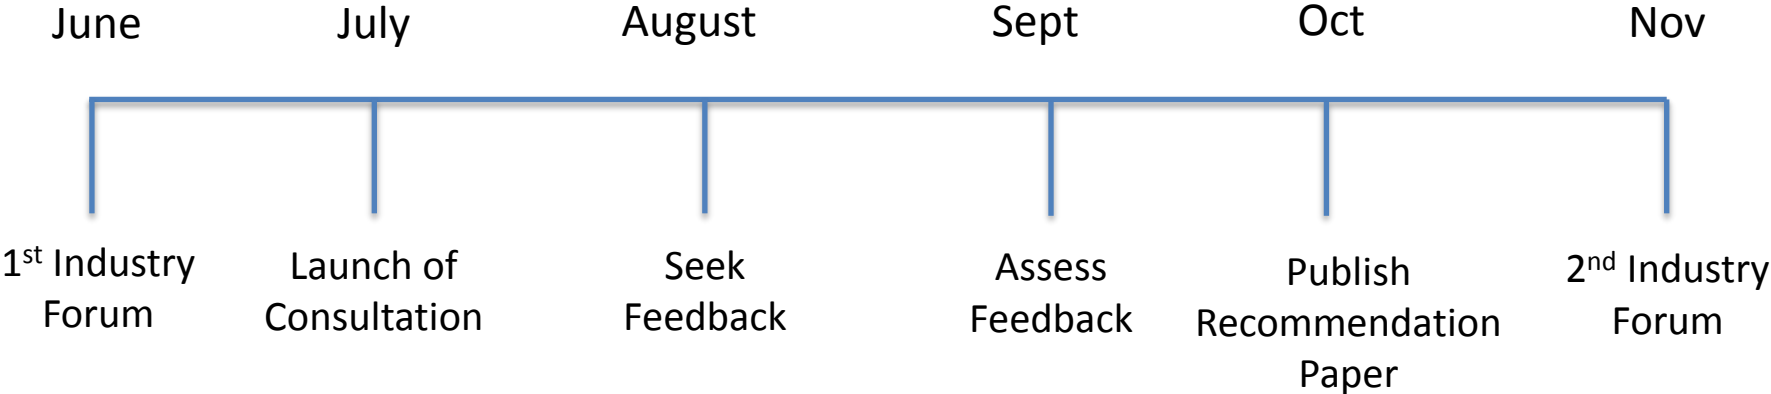 June July August Sept Oct Nov
1st Industry
Forum
Launch of
Consultation
Seek
Feedback
Assess
Feedback
Publish
Recommendation
Paper
2nd Industry
Forum